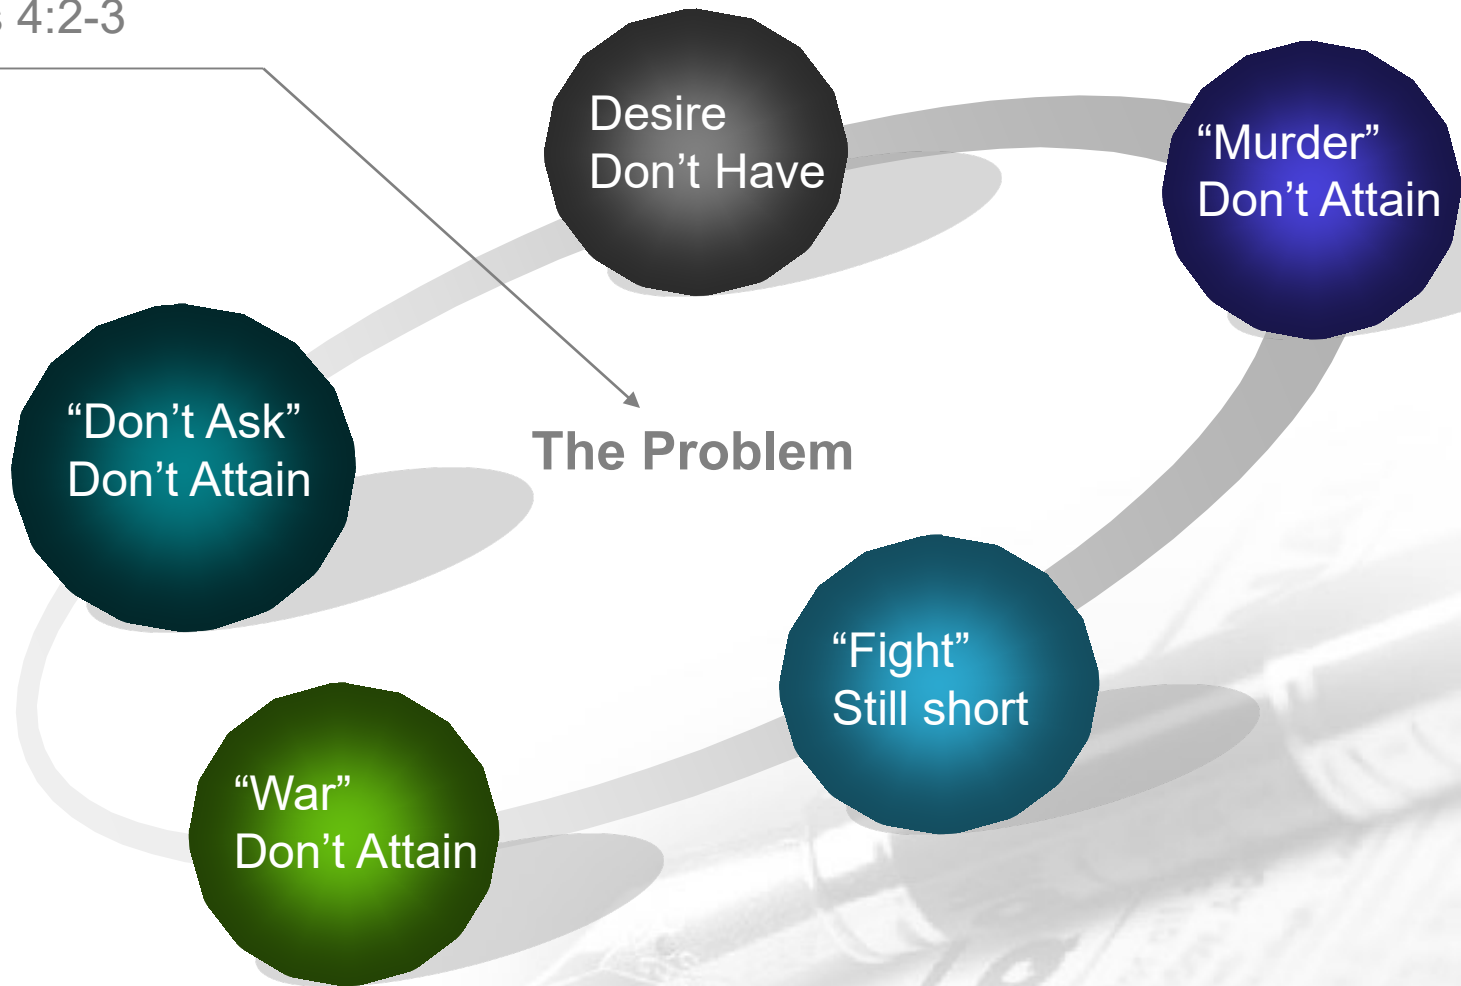 4:2-3
Desire
Don’t Have
“Murder”
Don’t Attain
“Don’t Ask”
Don’t Attain
The Problem
“Fight”
Still short
“War”
Don’t Attain